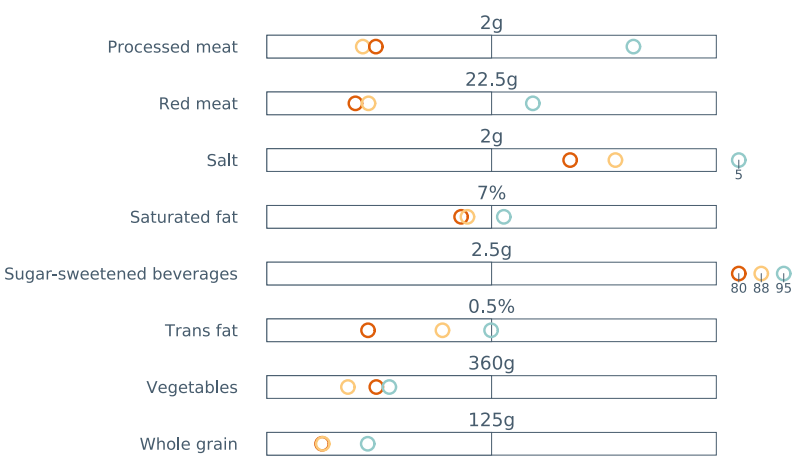 2g
Processed meat
22.5g
Red meat
2g
Salt
5
7%
Saturated fat
2.5g
Sugar-sweetened beverages
80 88 95
0.5%
Trans fat
360g
Vegetables
125g
Whole grain